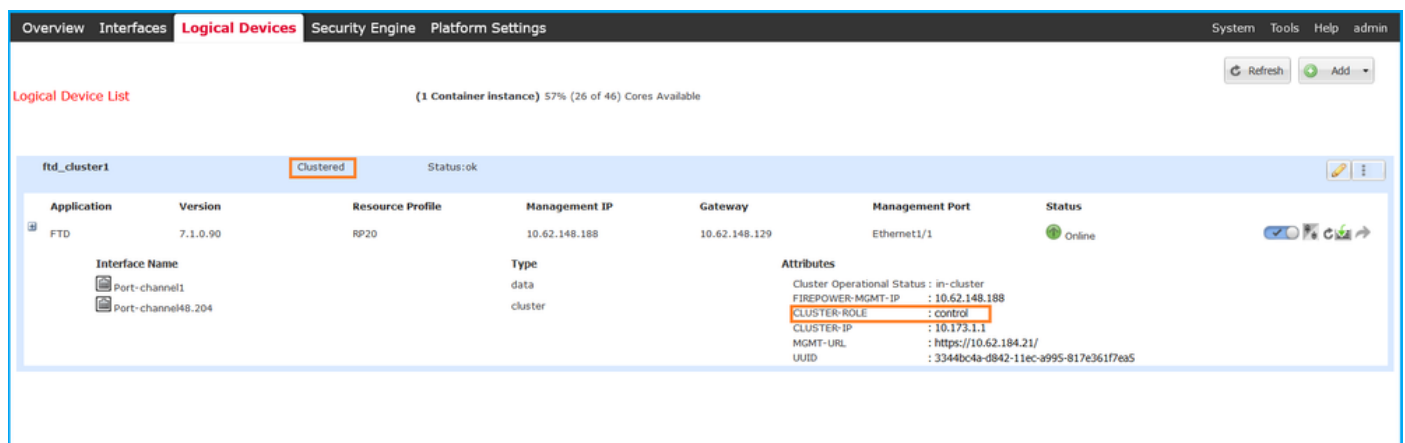 Overview Interfaces Logical Devices Security Engine Platform Settings System Tools Help admin
Refresh Add
Logical Device List (1 Container instance) 57% (26 of 46) Cores Available
ftd_cluster1 Clustered Status:ok
Application Version Resource Profile Management IP Gateway Management Port Status
FTD 7.1.0.90 RP20 10.62.148.188 10.62.148.129 Ethernet1/1 Online
Interface Name Type Attributes
Port-channel1 data Cluster Operational Status : in-cluster
Port-channel48.204 cluster FIREPOWER-MGMT-IP : 10.62.148.188
CLUSTER-ROLE : control
CLUSTER-IP : 10.173.1.1
MGMT-URL : https://10.62.184.21/
UUID : 3344bc4a-d842-11ec-a995-817e361f7ea5